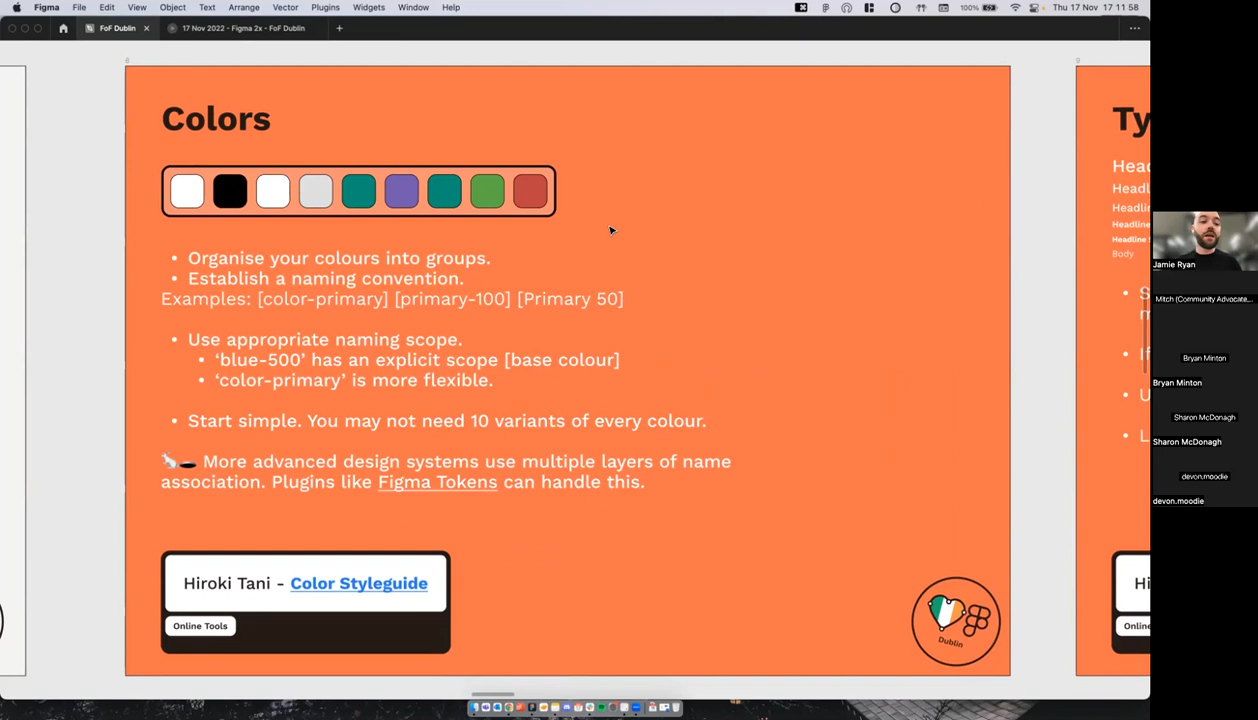 Figma File Edit View Object Text Arrange Vector Plugins Widgets Window Help 100% Thu 17 Nov 17 11 58
FoF Dublin 17 Nov 2022 - Figma 2x - FoF Dublin
8
9
Colors
• Organise your colours into groups.
• Establish a naming convention.
Examples: [color-primary] [primary-100] [Primary 50]
• Use appropriate naming scope.
• ‘blue-500’ has an explicit scope [base colour]
• ‘color-primary’ is more flexible.
• Start simple. You may not need 10 variants of every colour.
More advanced design systems use multiple layers of name
association. Plugins like Figma Tokens can handle this.
Hiroki Tani - Color Styleguide
Online Tools
Dublin
Ty
Head
Headli
Headlin
Headline
Headline
Body
• S
m
• If
• U
• L
Hi
Online
Jamie Ryan
Mitch (Community Advocate,...
Bryan Minton
Bryan Minton
Sharon McDonagh
Sharon McDonagh
devon.moodie
devon.moodie